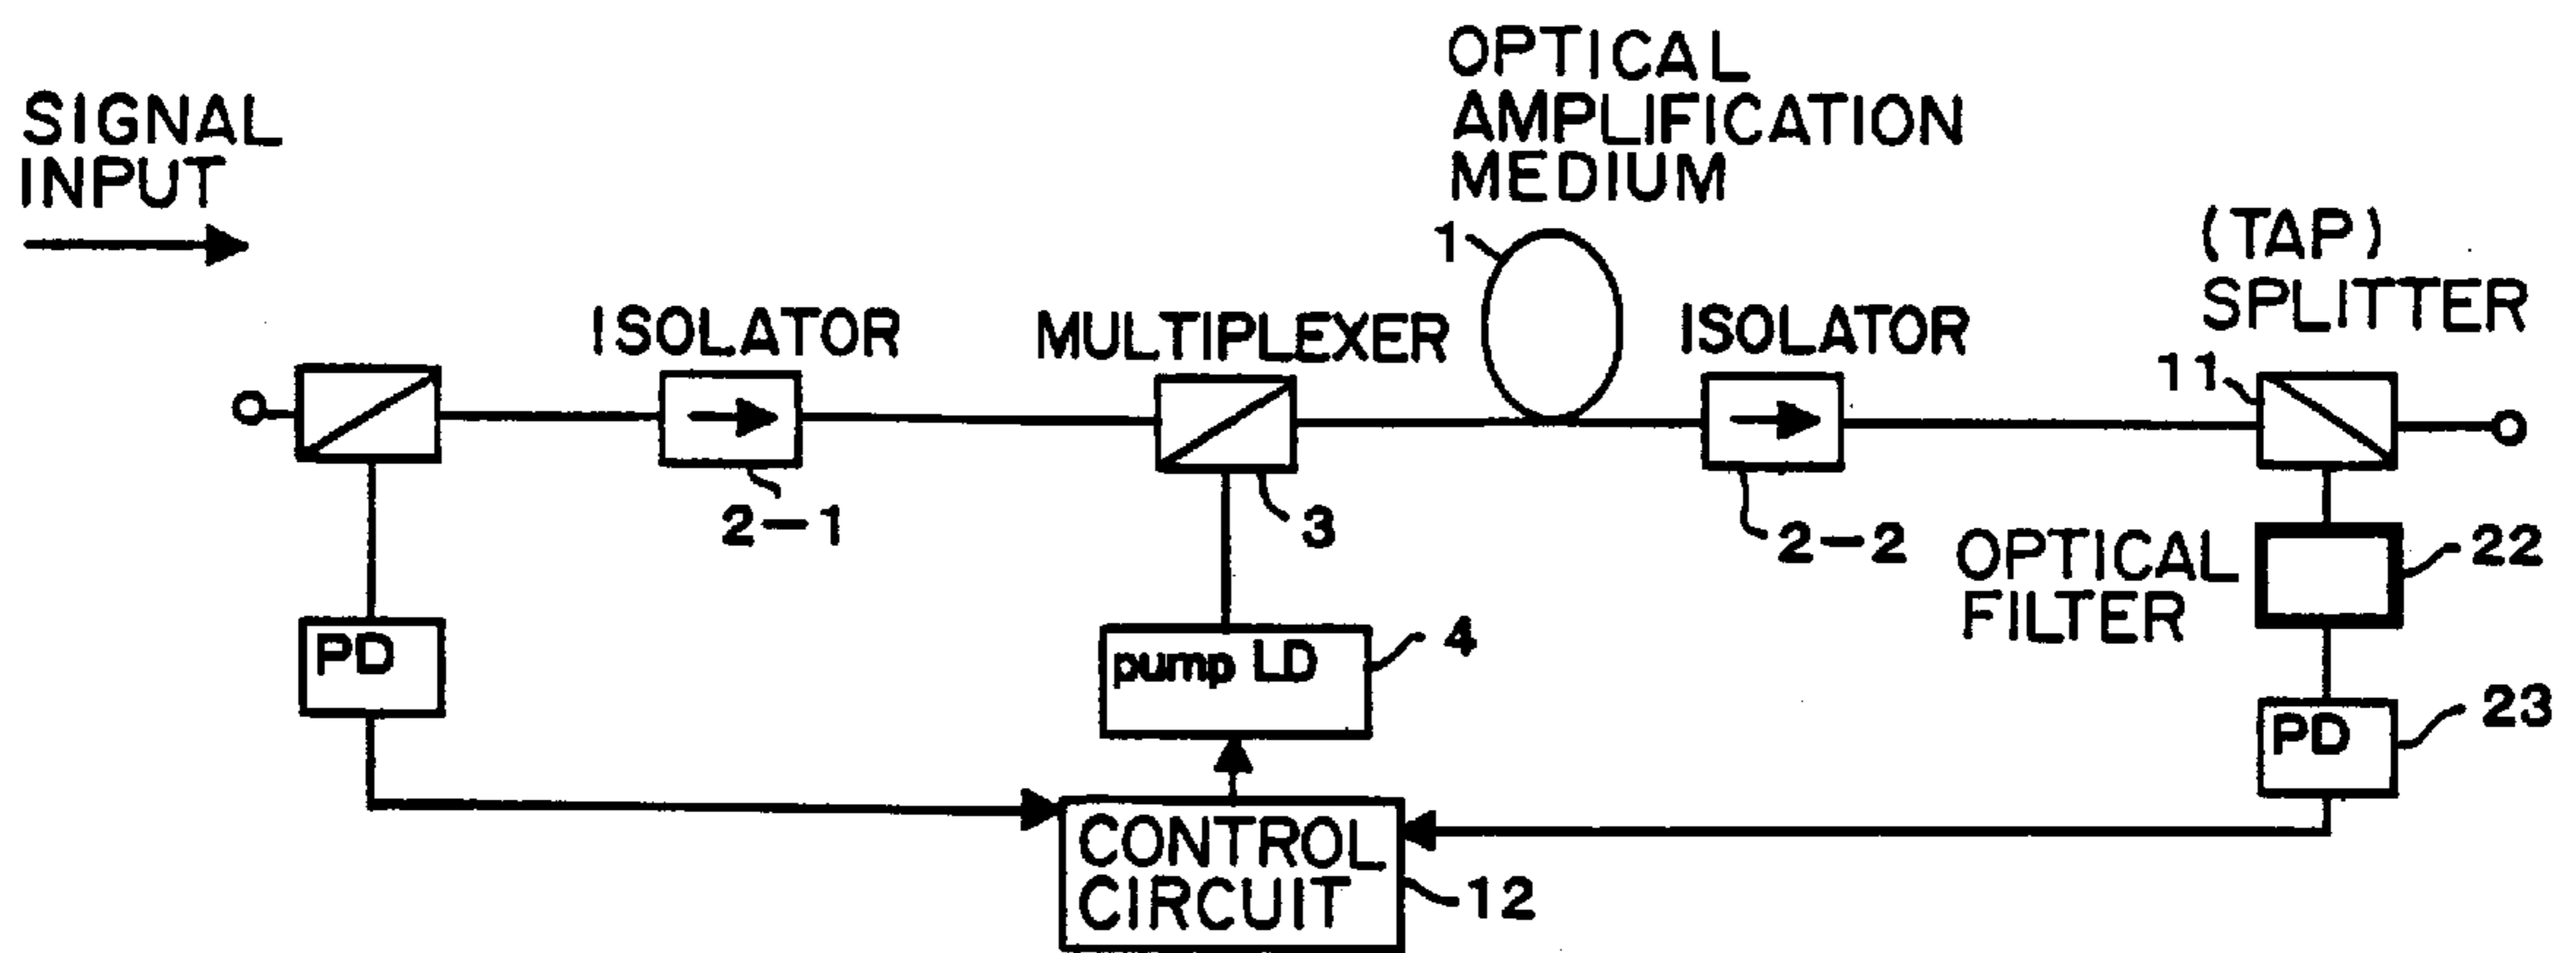 SIGNAL
INPUT
OPTICAL
AMPLIFICATION
MEDIUM
1
(TAP)
SPLITTER
11
ISOLATOR
2-1
MULTIPLEXER
3
ISOLATOR
2-2
OPTICAL
FILTER
22
PD
pump LD
4
PD
23
CONTROL
CIRCUIT
12